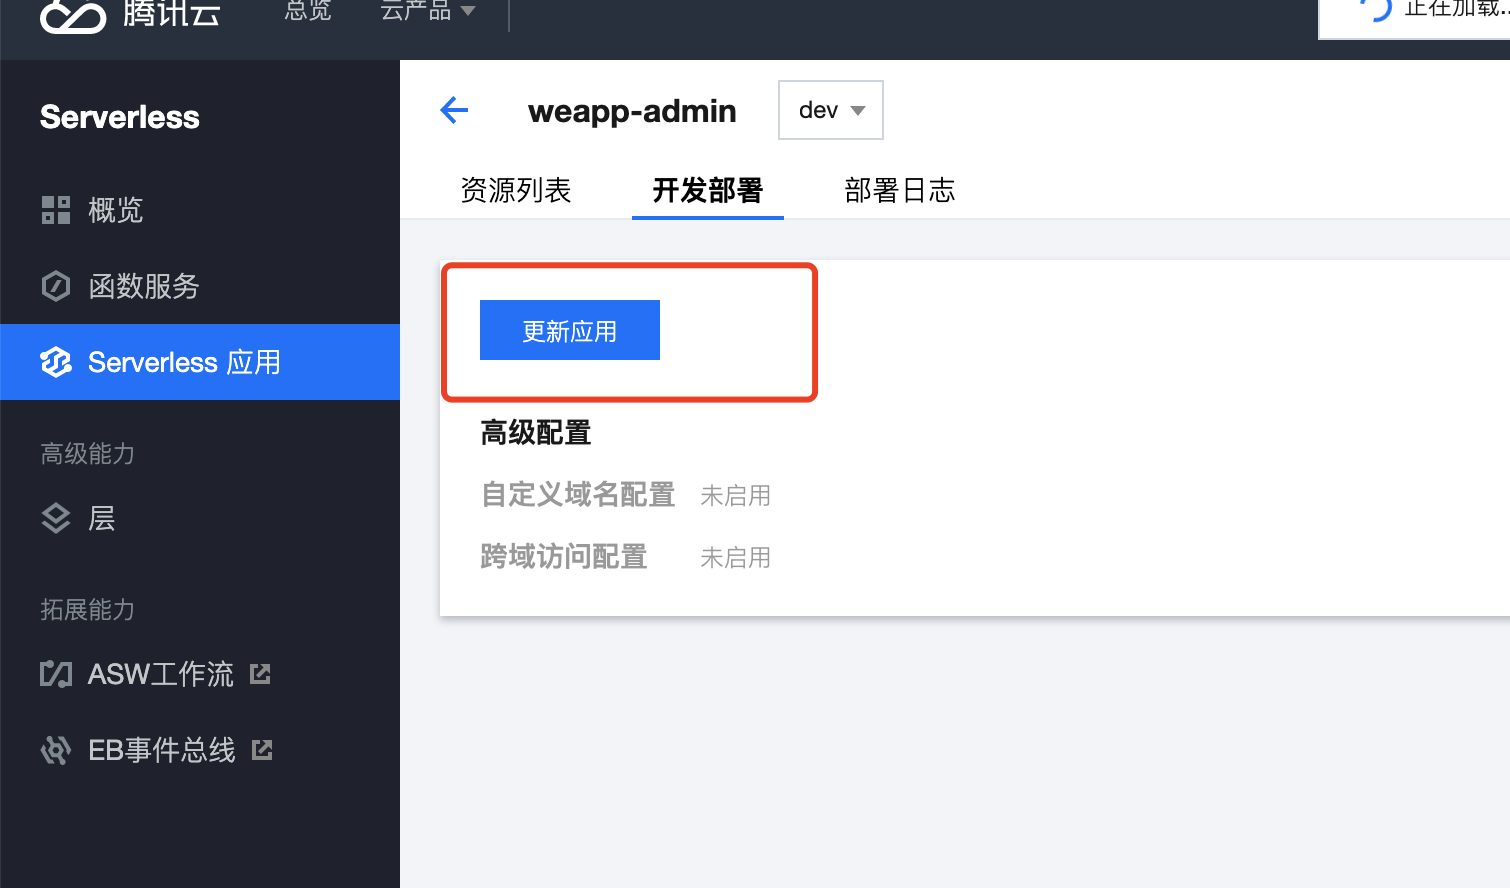 腾讯云
总览
云产品
正在加载..
Serverless
概览
函数服务
Serverless 应用
高级能力
层
拓展能力
ASW工作流
EB事件总线
weapp-admin
dev
资源列表
开发部署
部署日志
更新应用
高级配置
自定义域名配置 未启用
跨域访问配置 未启用